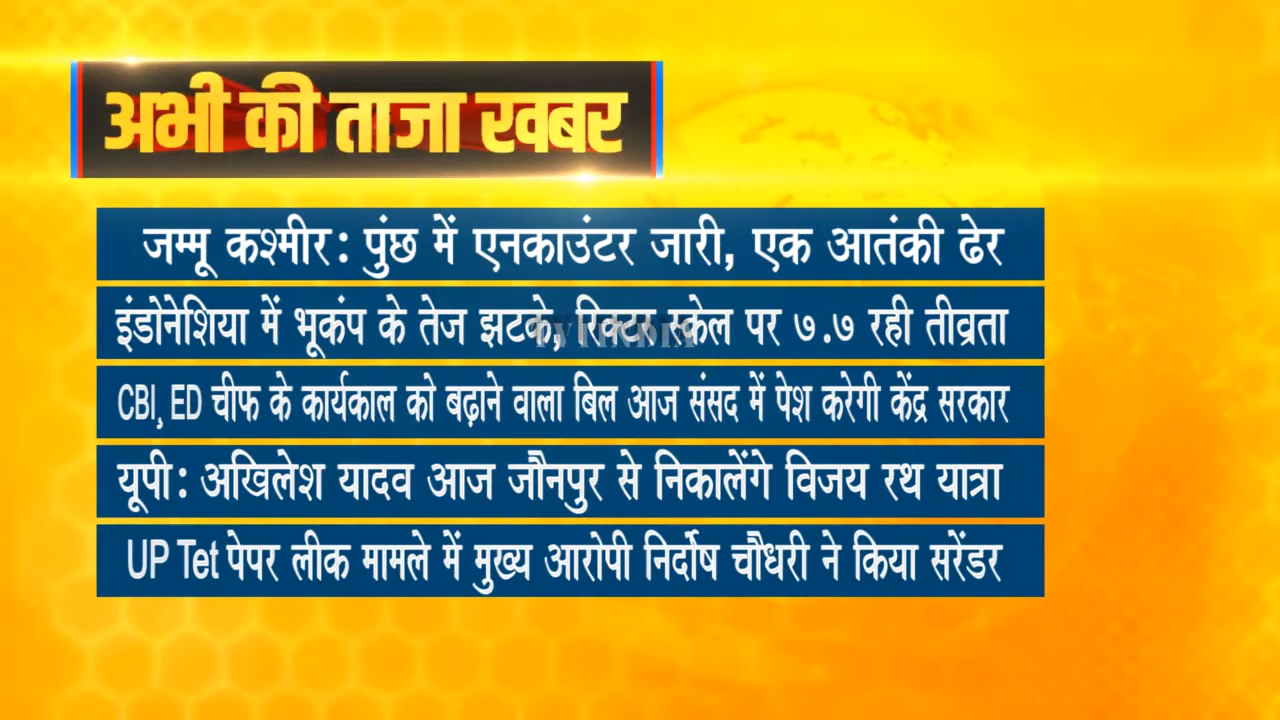 अभी की ताजा खबर
जम्मू कश्मीर: पुंछ में एनकाउंटर जारी, एक आतंकी ढेर
इंडोनेशिया में भूकंप के तेज झटके, रिक्टर स्केल पर ७.७ रही तीव्रता
CBI, ED चीफ के कार्यकाल को बढ़ाने वाला बिल आज संसद में पेश करेगी केंद्र सरकार
यूपी: अखिलेश यादव आज जौनपुर से निकालेंगे विजय रथ यात्रा
UP Tet पेपर लीक मामले में मुख्य आरोपी निर्दोष चौधरी ने किया सरेंडर